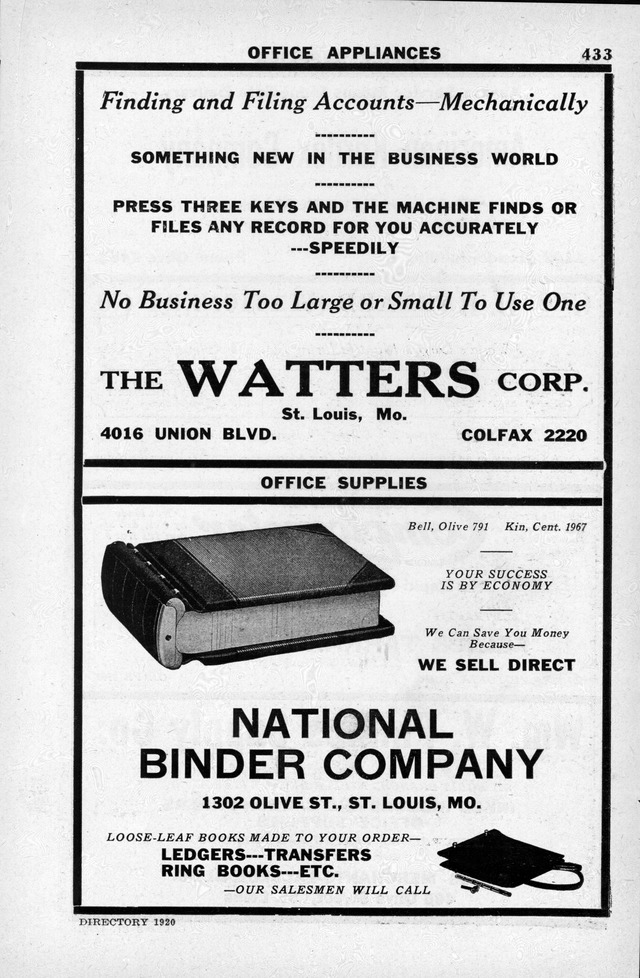 OFFICE APPLIANCES 433
Finding and Filing Accounts—Mechanically
----------
SOMETHING NEW IN THE BUSINESS WORLD
----------
PRESS THREE KEYS AND THE MACHINE FINDS OR
FILES ANY RECORD FOR YOU ACCURATELY
---SPEEDILY
----------
No Business Too Large or Small To Use One
----------
THE WATTERS CORP.
St. Louis, Mo.
4016 UNION BLVD. COLFAX 2220
OFFICE SUPPLIES
Bell, Olive 791 Kin, Cent. 1967
YOUR SUCCESS
IS BY ECONOMY
We Can Save You Money
Because—
WE SELL DIRECT
NATIONAL
BINDER COMPANY
1302 OLIVE ST., ST. LOUIS, MO.
LOOSE-LEAF BOOKS MADE TO YOUR ORDER—
LEDGERS---TRANSFERS
RING BOOKS---ETC.
—OUR SALESMEN WILL CALL
DIRECTORY 1920